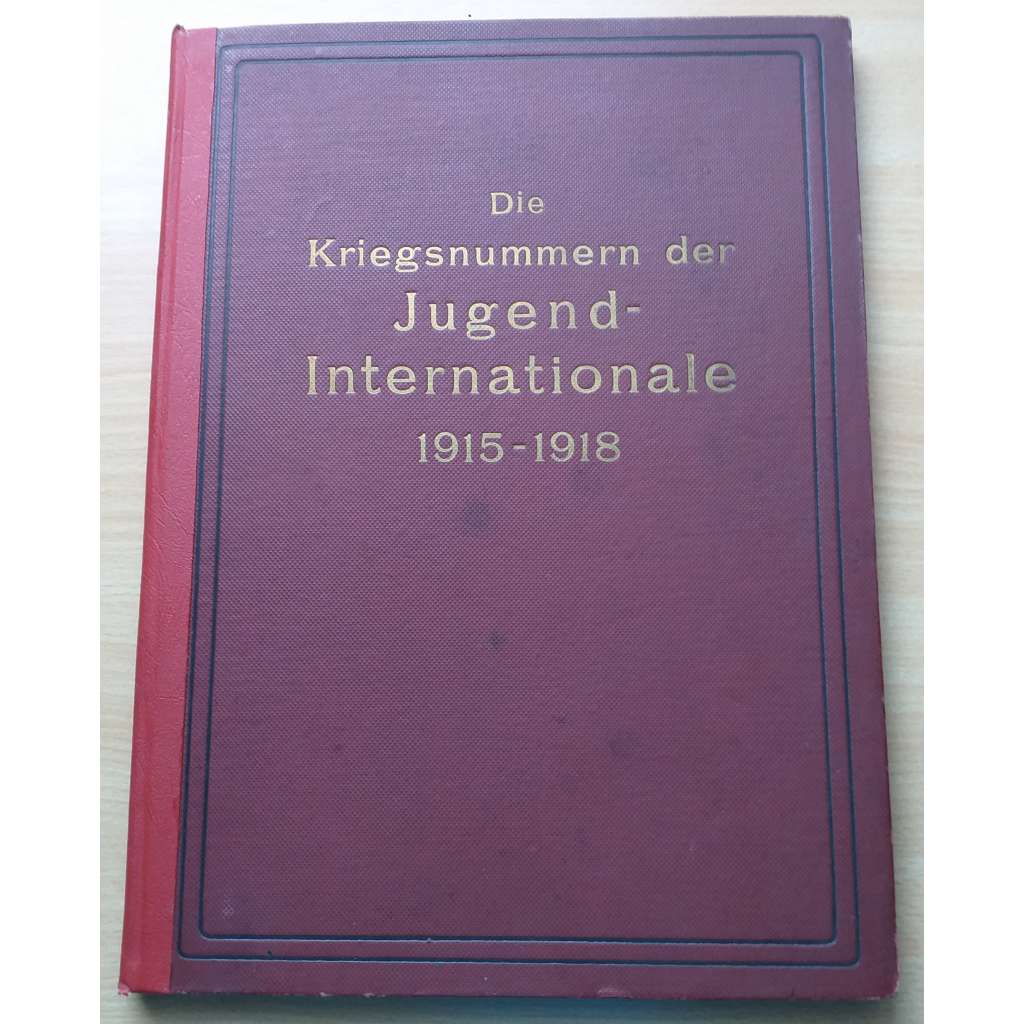 Die
Kriegsnummern der
Jugend-
Internationale
1915-1918